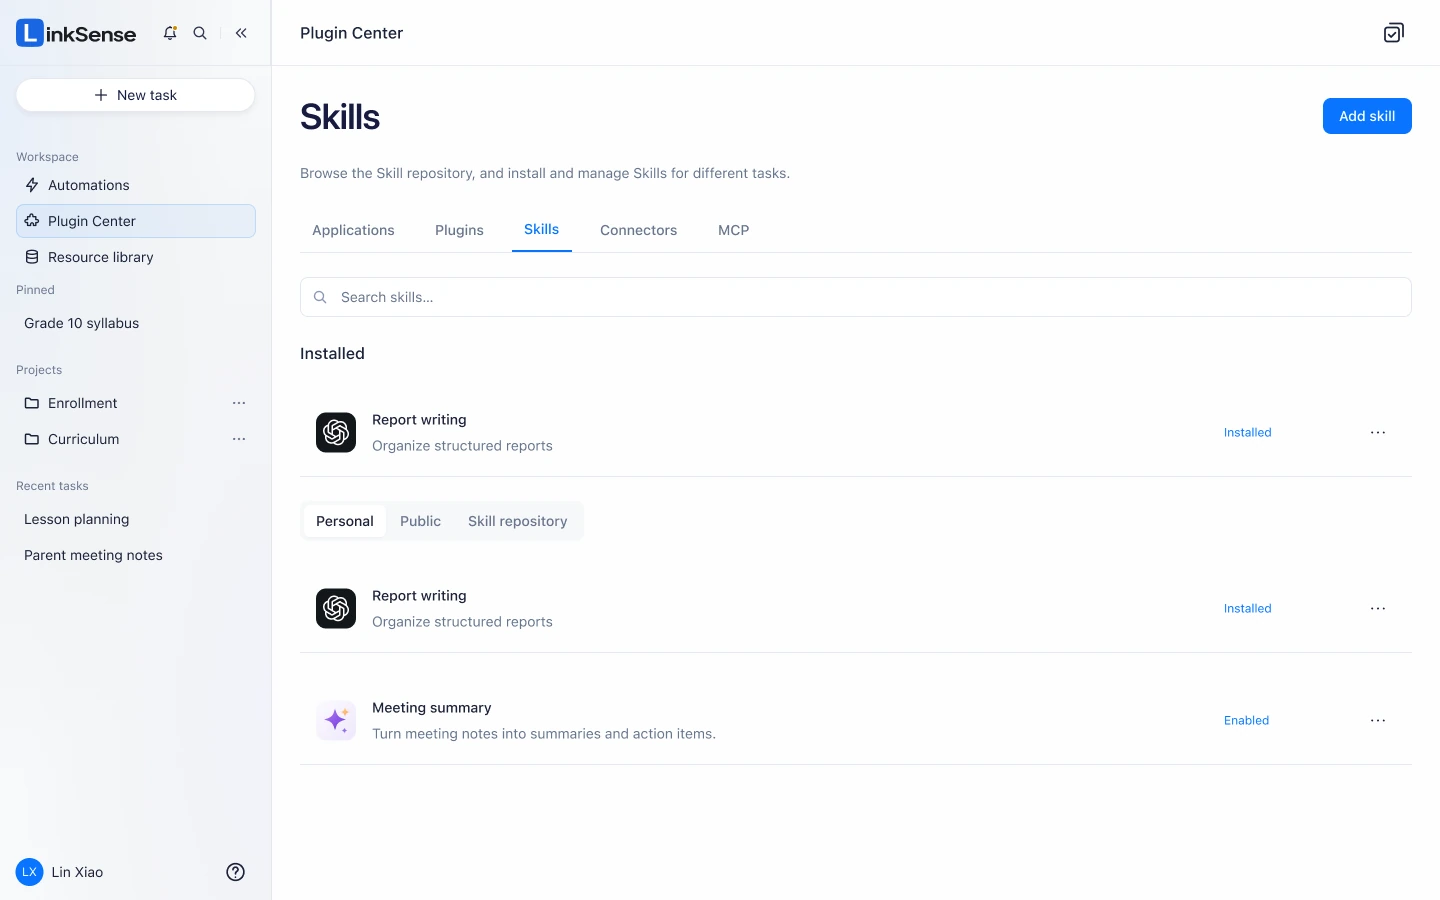 LinkSense
Plugin Center
New task
Workspace
Automations
Plugin Center
Resource library
Pinned
Grade 10 syllabus
Projects
Enrollment
Curriculum
Recent tasks
Lesson planning
Parent meeting notes
LX Lin Xiao
Skills
Add skill
Browse the Skill repository, and install and manage Skills for different tasks.
Applications Plugins Skills Connectors MCP
Search skills...
Installed
Report writing
Organize structured reports
Installed
Personal Public Skill repository
Report writing
Organize structured reports
Installed
Meeting summary
Turn meeting notes into summaries and action items.
Enabled